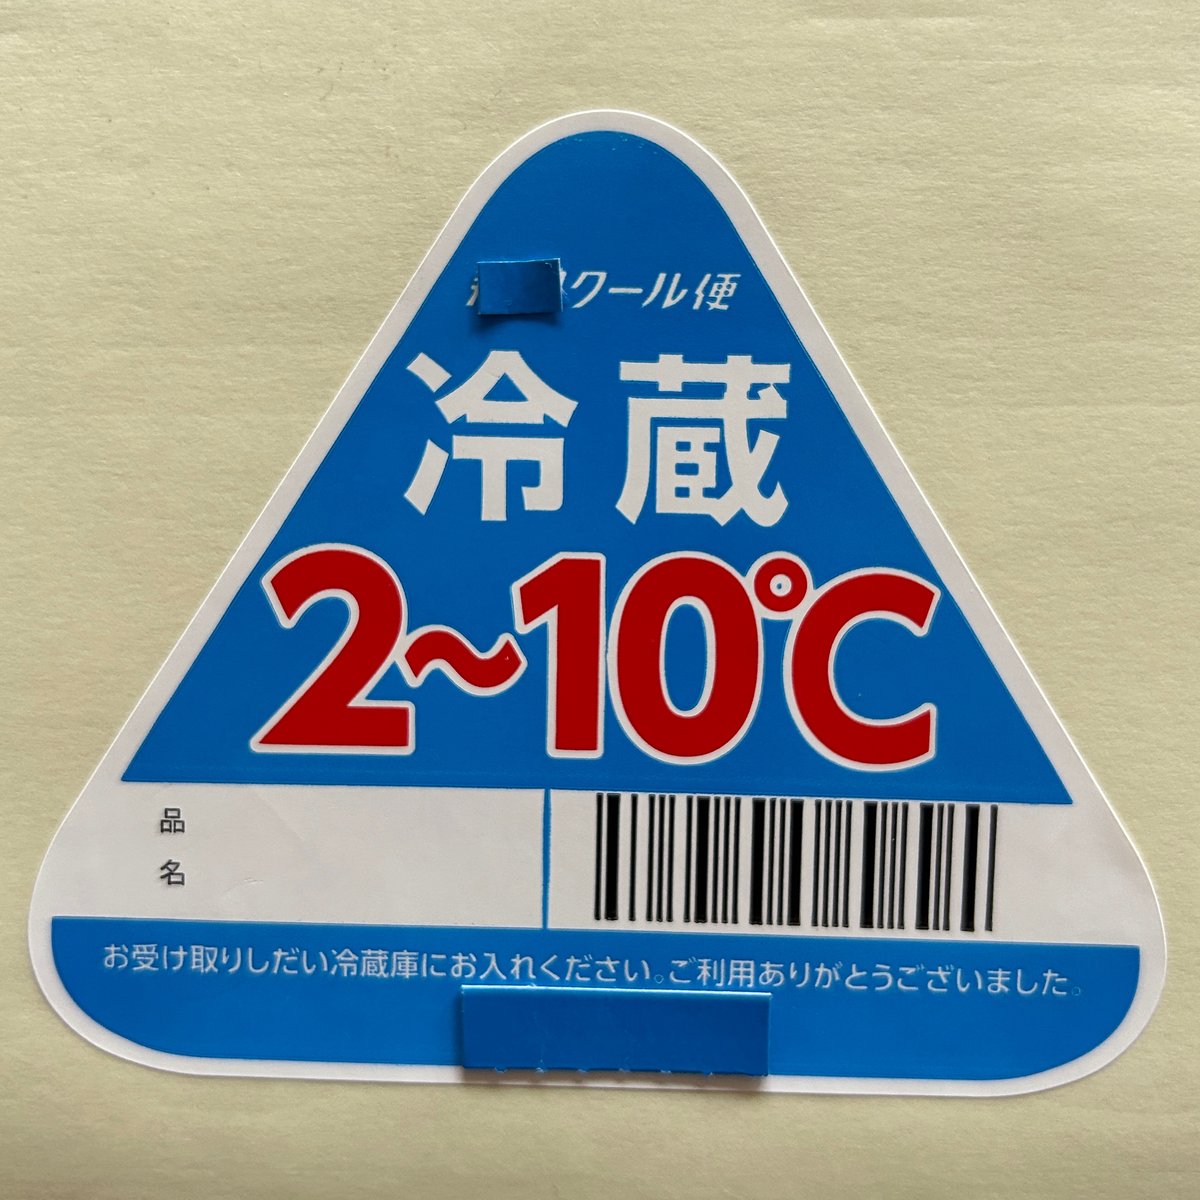 クール便
冷蔵
2~10℃
品
名
お受け取りしだい冷蔵庫にお入れください。ご利用ありがとうございました。